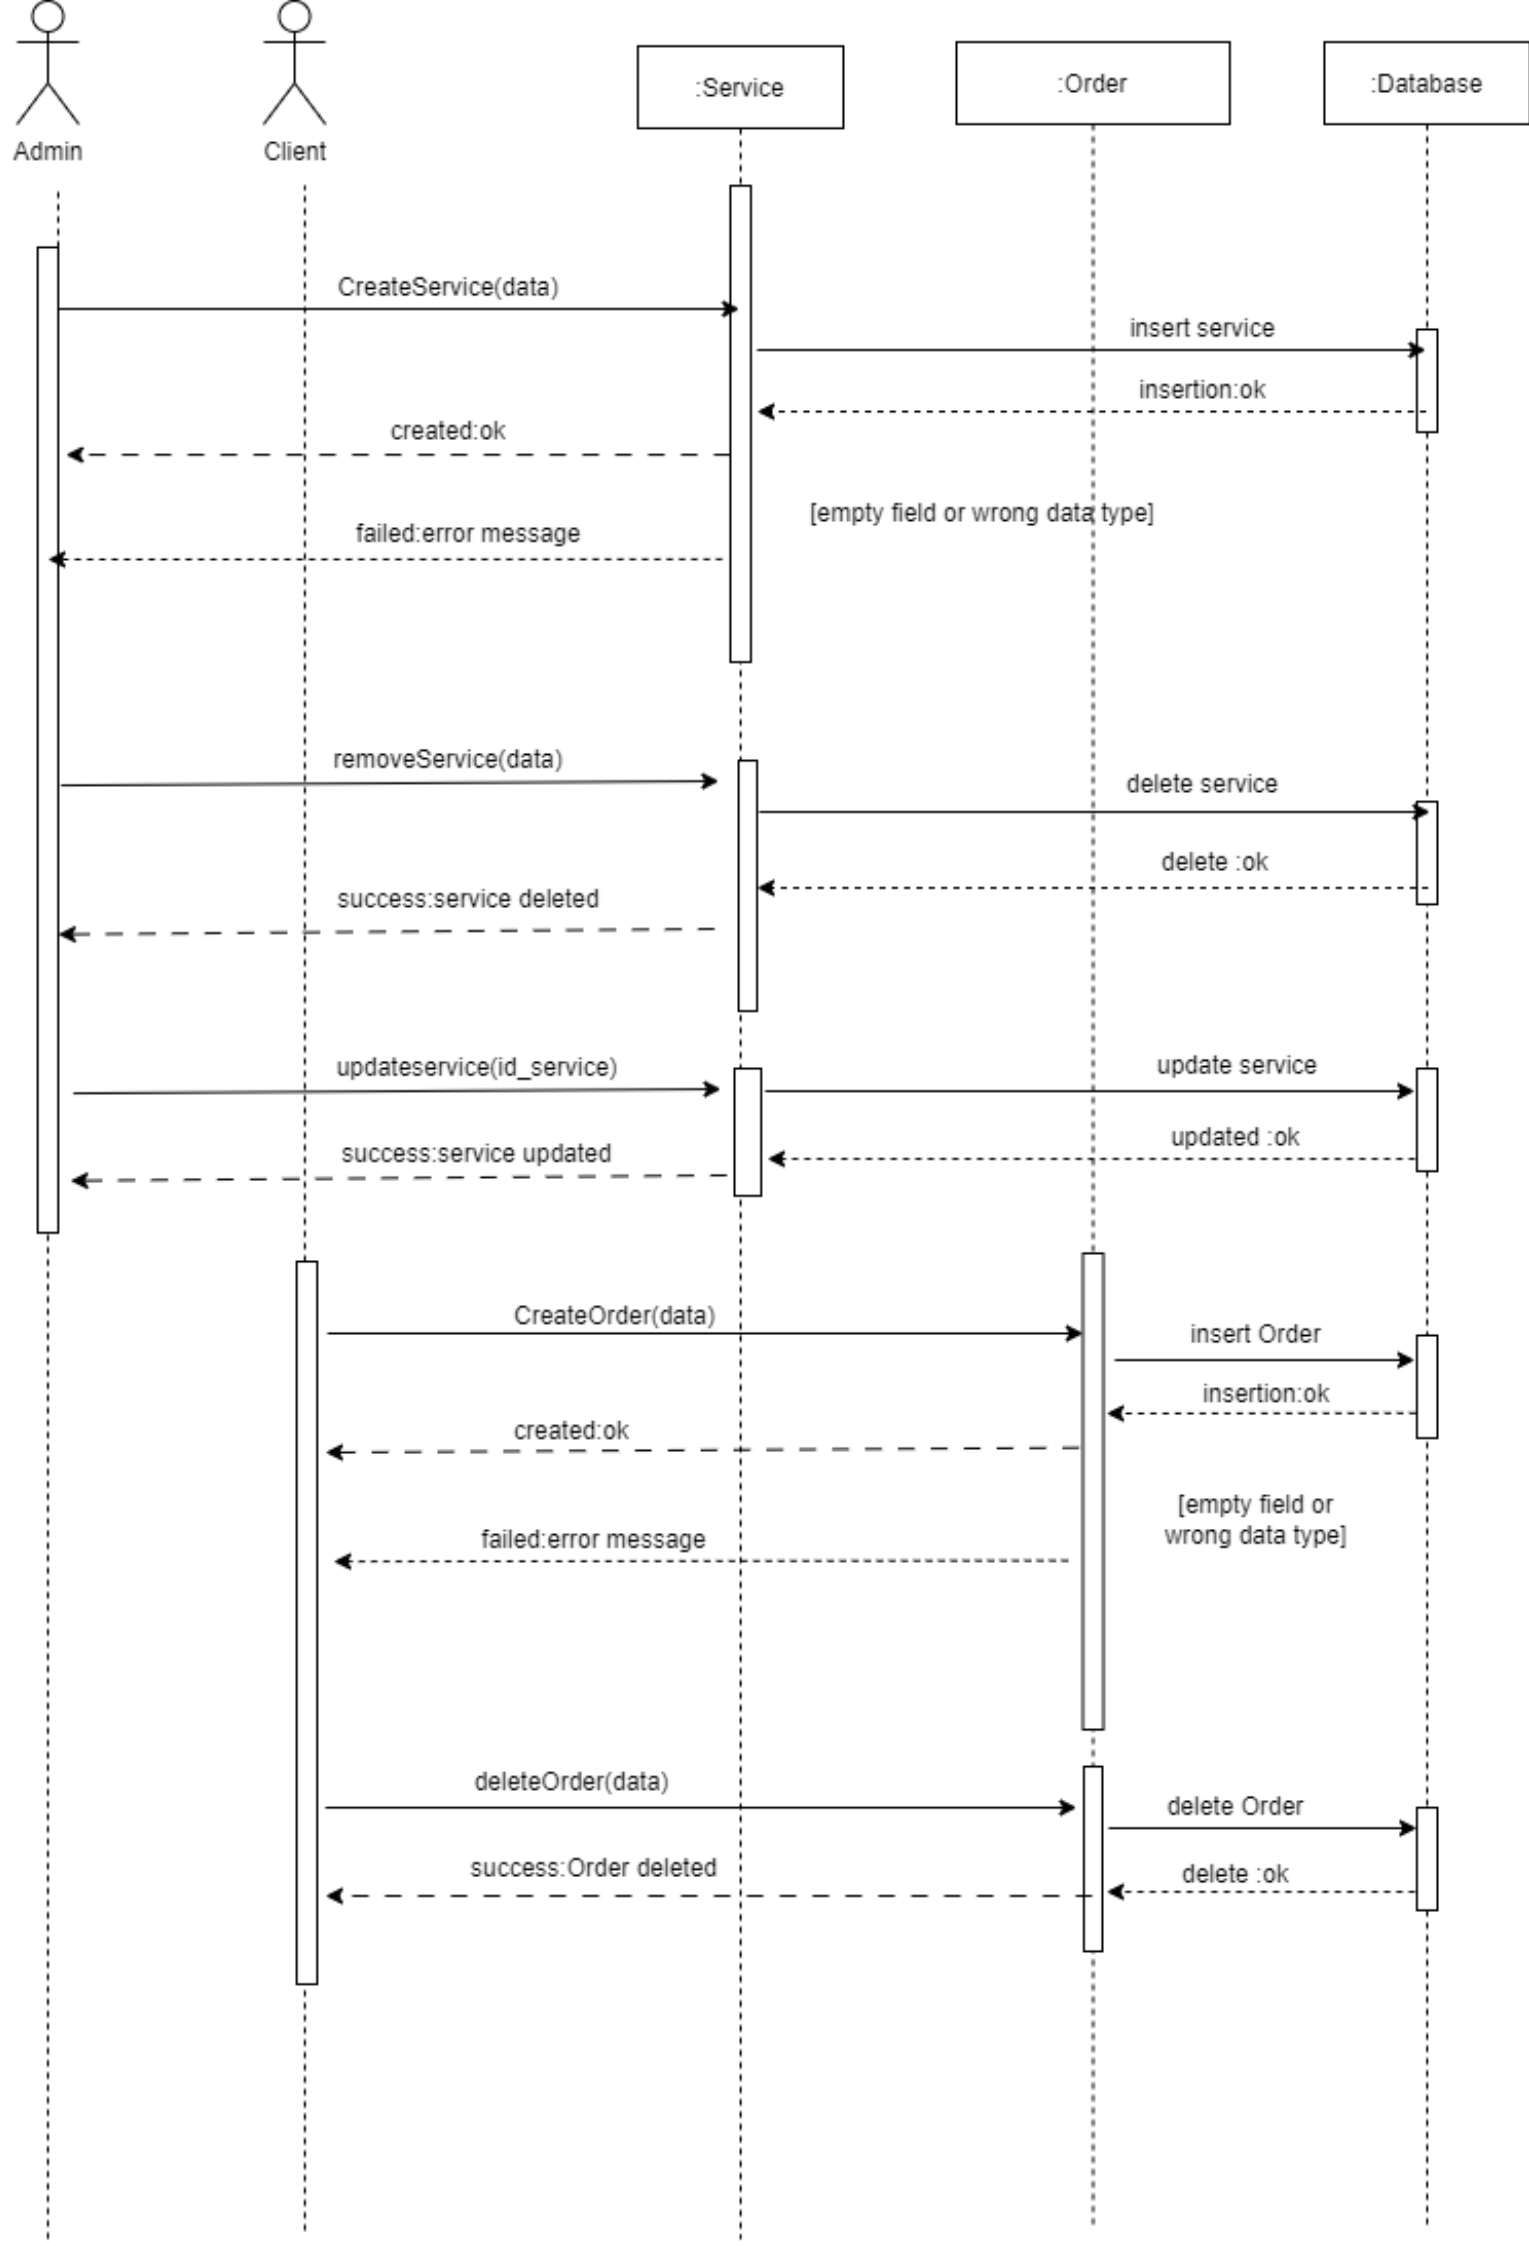 Admin
Client
:Service
:Order
:Database
CreateService(data)
insert service
insertion:ok
created:ok
[empty field or wrong data type]
failed:error message
removeService(data)
delete service
delete :ok
success:service deleted
updateservice(id_service)
update service
updated :ok
success:service updated
CreateOrder(data)
insert Order
insertion:ok
created:ok
[empty field or
wrong data type]
failed:error message
deleteOrder(data)
delete Order
success:Order deleted
delete :ok